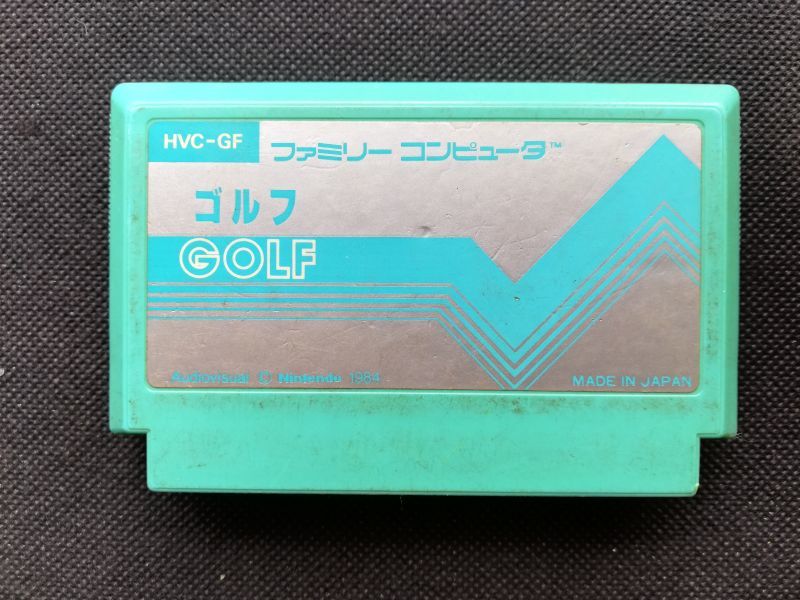 HVC-GF
ファミリー コンピュータ™
ゴルフ
GOLF
Audiovisual © Nintendo 1984
MADE IN JAPAN